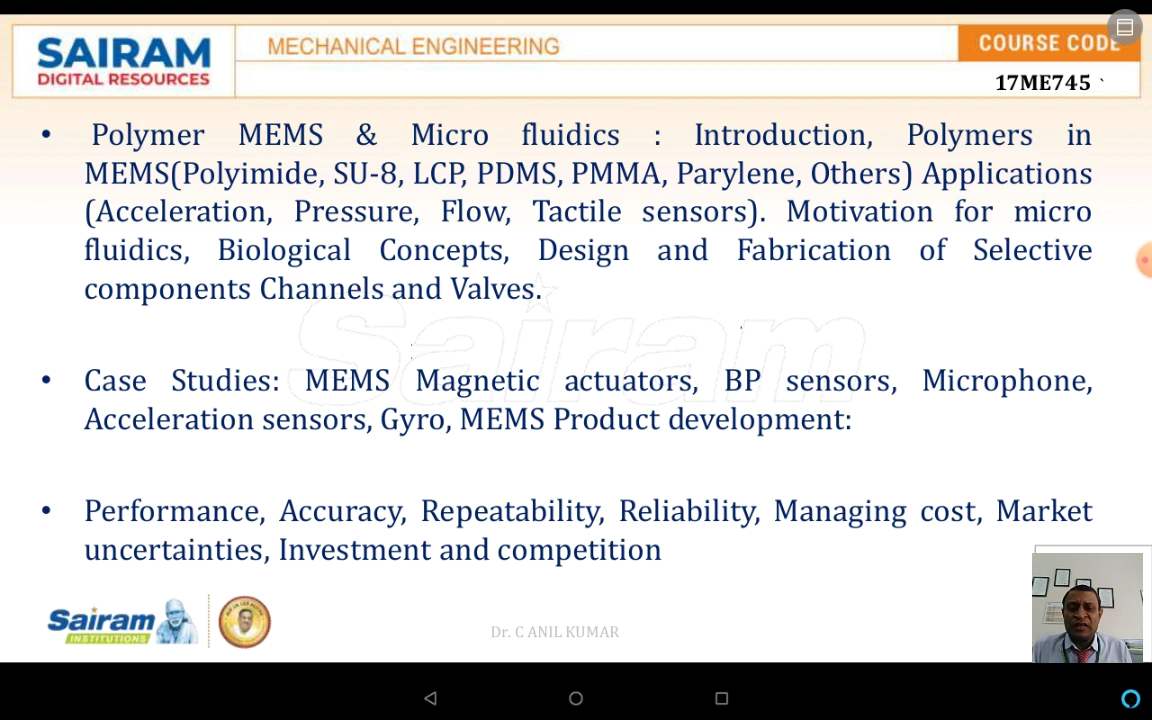 SAIRAM
DIGITAL RESOURCES
MECHANICAL ENGINEERING
COURSE CODE
17ME745 `
• Polymer MEMS & Micro fluidics : Introduction, Polymers in
MEMS(Polyimide, SU-8, LCP, PDMS, PMMA, Parylene, Others) Applications
(Acceleration, Pressure, Flow, Tactile sensors). Motivation for micro
fluidics, Biological Concepts, Design and Fabrication of Selective
components Channels and Valves.
Sairam
• Case Studies: MEMS Magnetic actuators, BP sensors, Microphone,
Acceleration sensors, Gyro, MEMS Product development:
• Performance, Accuracy, Repeatability, Reliability, Managing cost, Market
uncertainties, Investment and competition
Sairam
INSTITUTIONS
Dr. C ANIL KUMAR